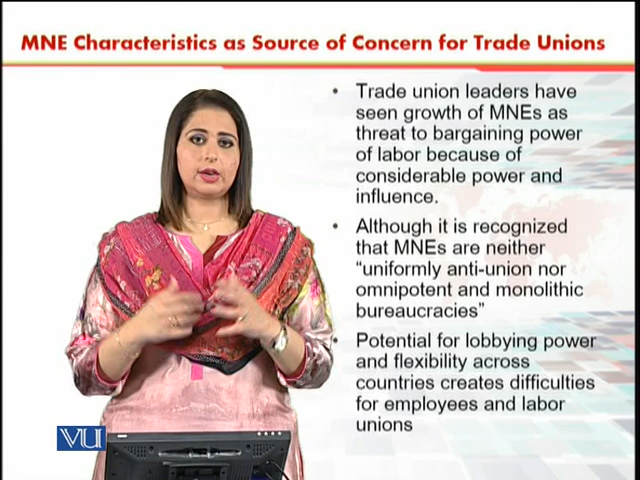 MNE Characteristics as Source of Concern for Trade Unions
• Trade union leaders have
seen growth of MNEs as
threat to bargaining power
of labor because of
considerable power and
influence.
• Although it is recognized
that MNEs are neither
“uniformly anti-union nor
omnipotent and monolithic
bureaucracies”
• Potential for lobbying power
and flexibility across
countries creates difficulties
for employees and labor
unions
VU